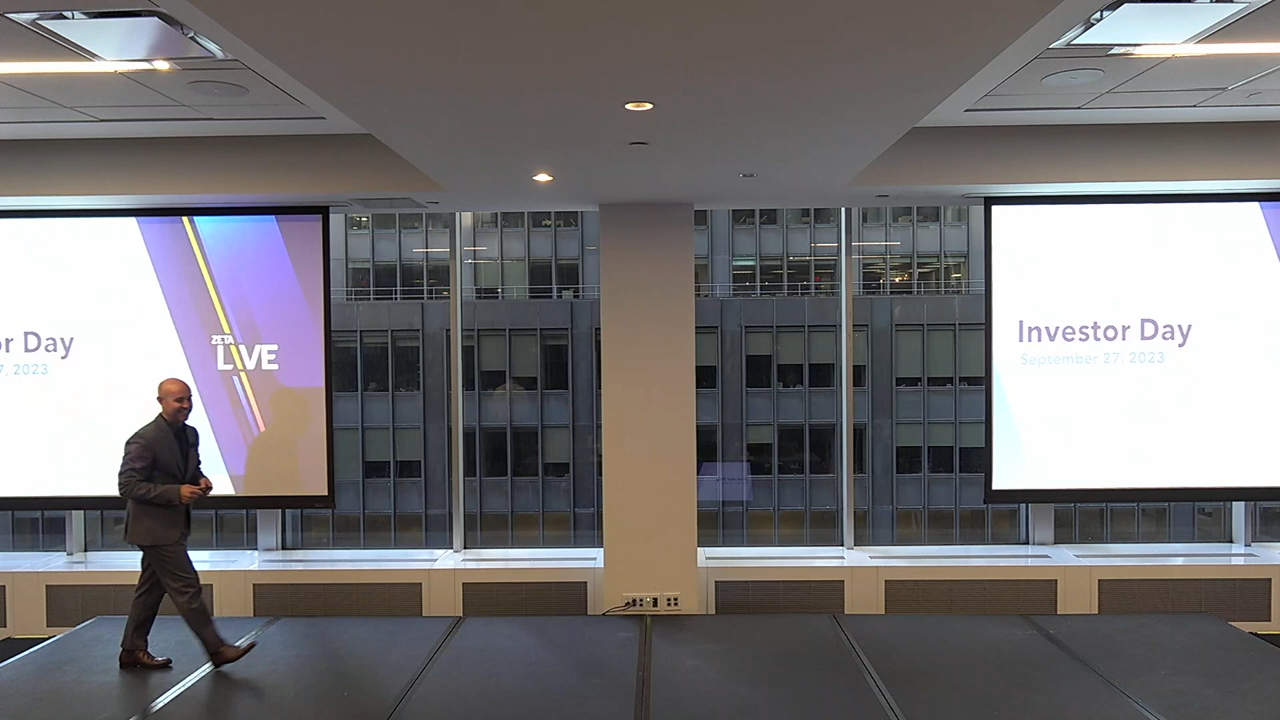 or Day
7, 2023
ZETA
LIVE
Investor Day
September 27, 2023